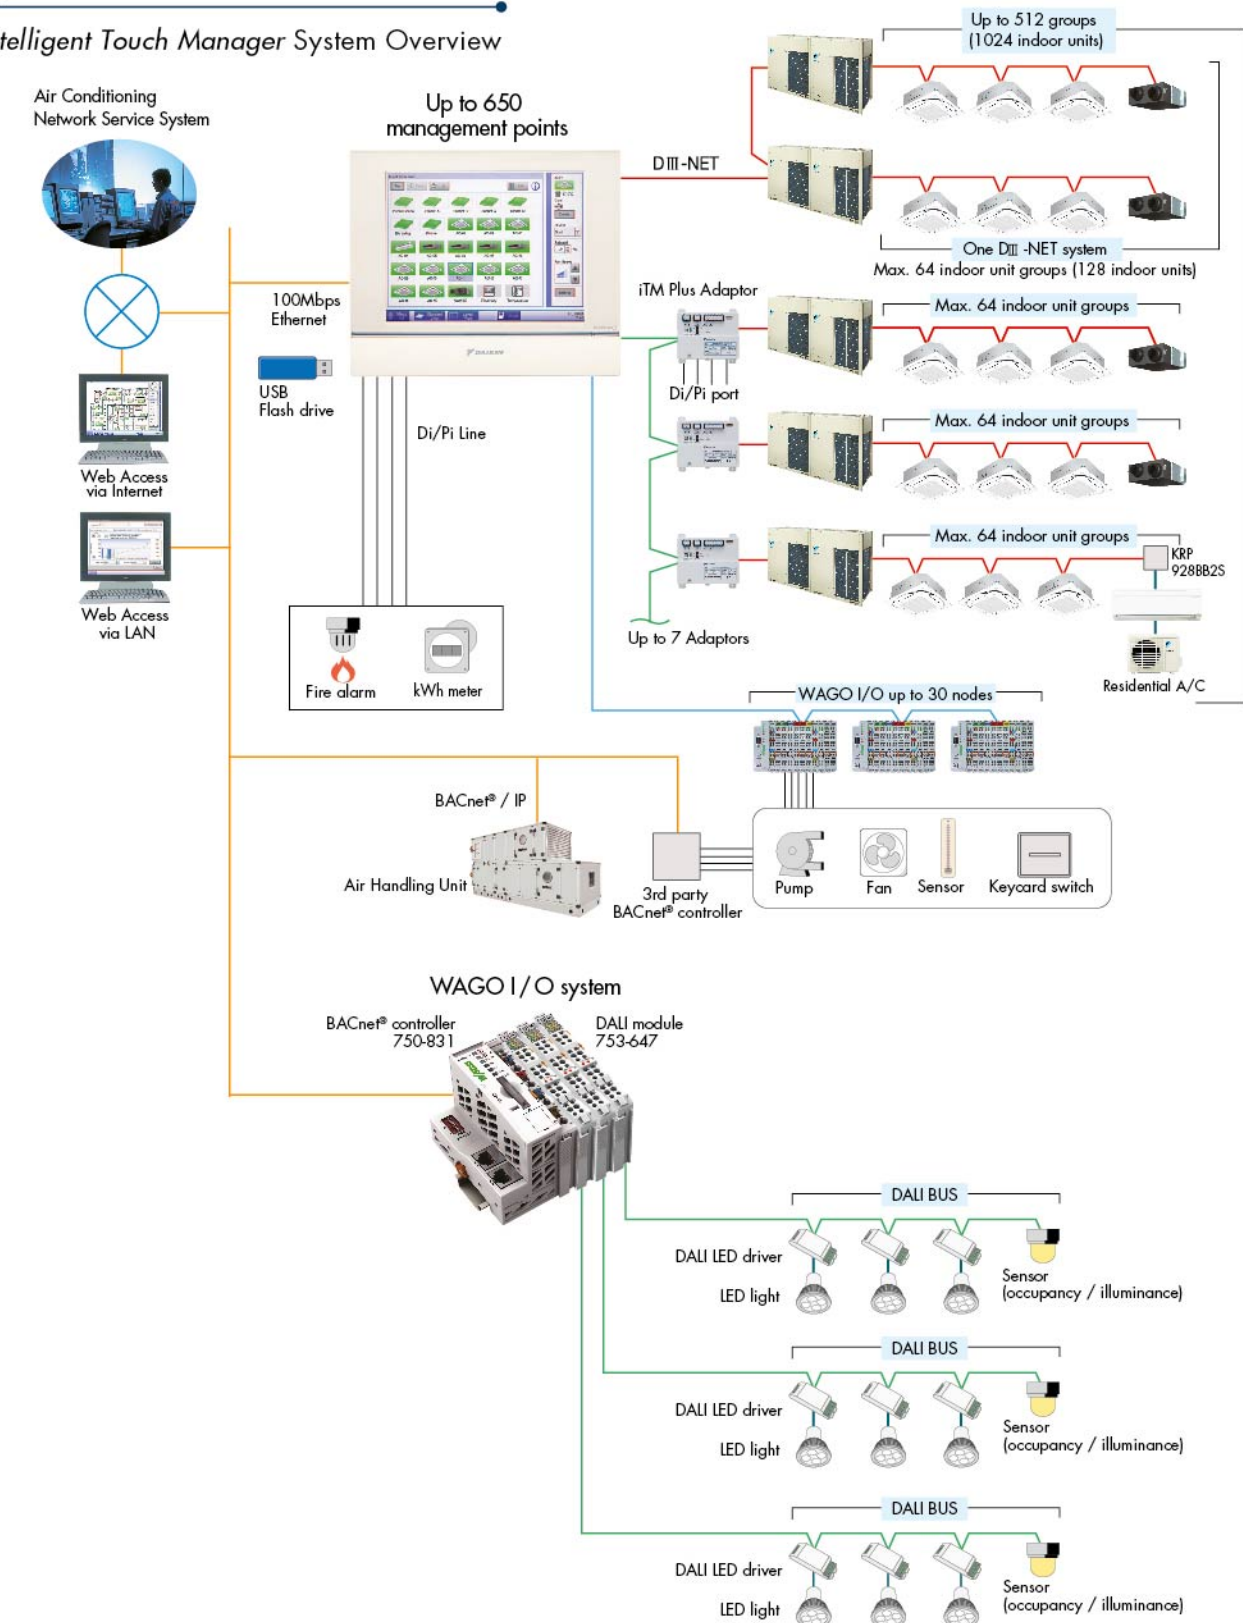 telligent Touch Manager System Overview
Up to 512 groups
(1024 indoor units)
Air Conditioning
Network Service System
Up to 650
management points
DIII-NET
One DIII -NET system
Max. 64 indoor unit groups (128 indoor units)
100Mbps
Ethernet
iTM Plus Adaptor
Max. 64 indoor unit groups
DAIKIN
USB
Flash drive
Di/Pi port
Di/Pi Line
Max. 64 indoor unit groups
Web Access
via Internet
Max. 64 indoor unit groups
KRP
928BB2S
Web Access
via LAN
Up to 7 Adaptors
Residential A/C
Fire alarm
kWh meter
WAGO I/O up to 30 nodes
BACnet® / IP
Air Handling Unit
3rd party
BACnet® controller
Pump
Fan
Sensor
Keycard switch
WAGO I/O system
BACnet® controller
750-831
DALI module
753-647
DALI BUS
DALI LED driver
LED light
Sensor
(occupancy / illuminance)
DALI BUS
DALI LED driver
LED light
Sensor
(occupancy / illuminance)
DALI BUS
DALI LED driver
LED light
Sensor
(occupancy / illuminance)